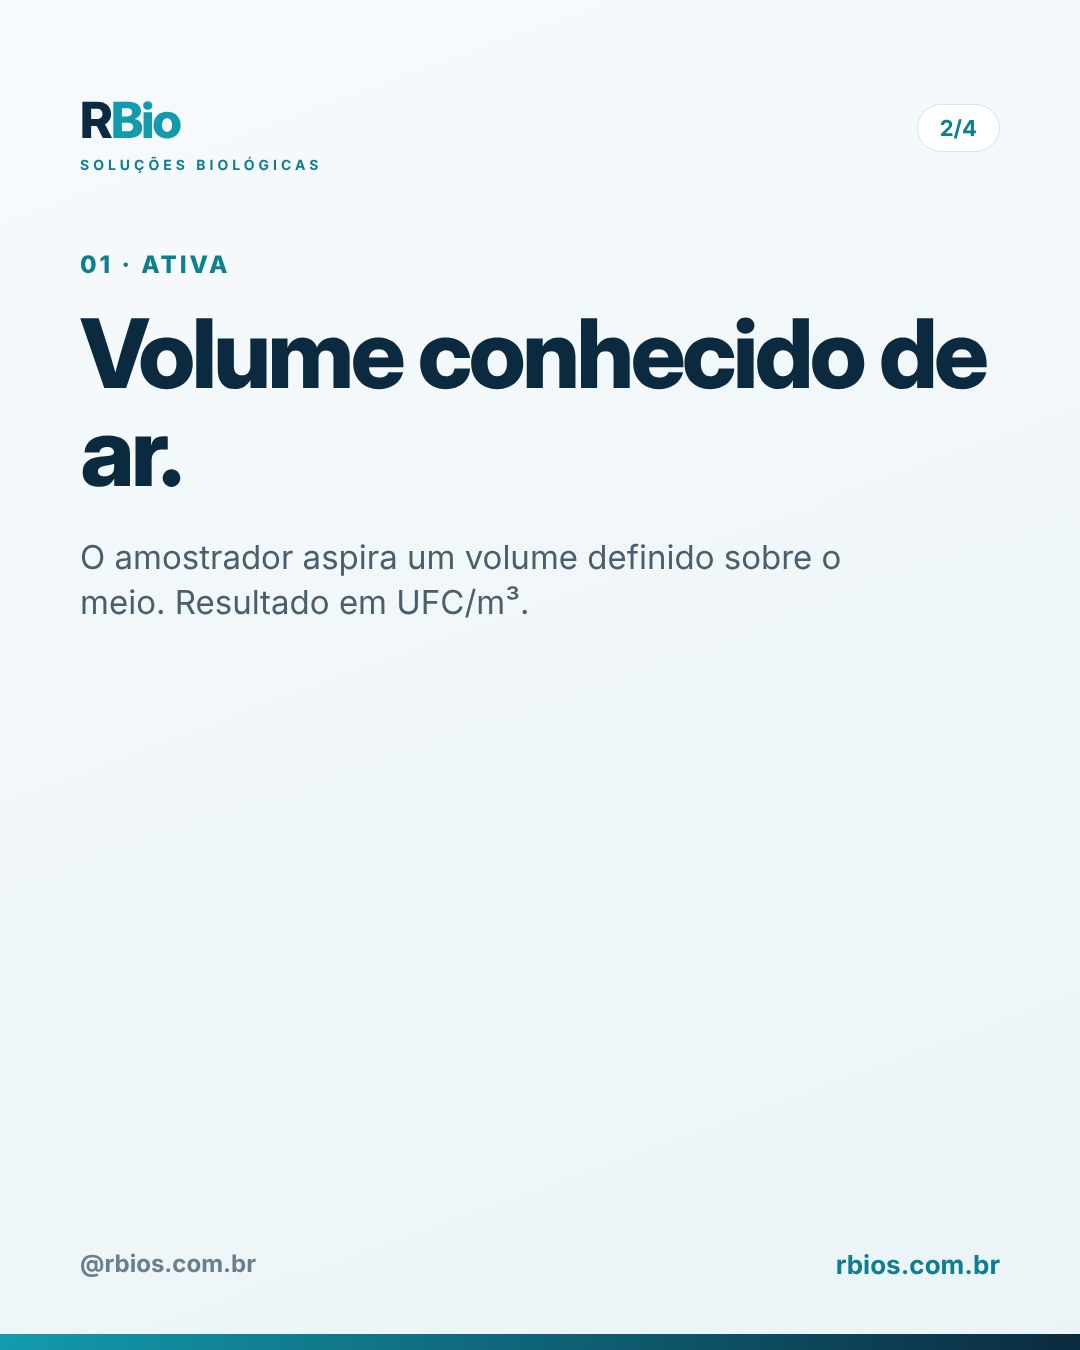 RBio
2/4
SOLUÇÕES BIOLÓGICAS
01 · ATIVA
Volume conhecido de
ar.
O amostrador aspira um volume definido sobre o
meio. Resultado em UFC/m³.
@rbios.com.br
rbios.com.br